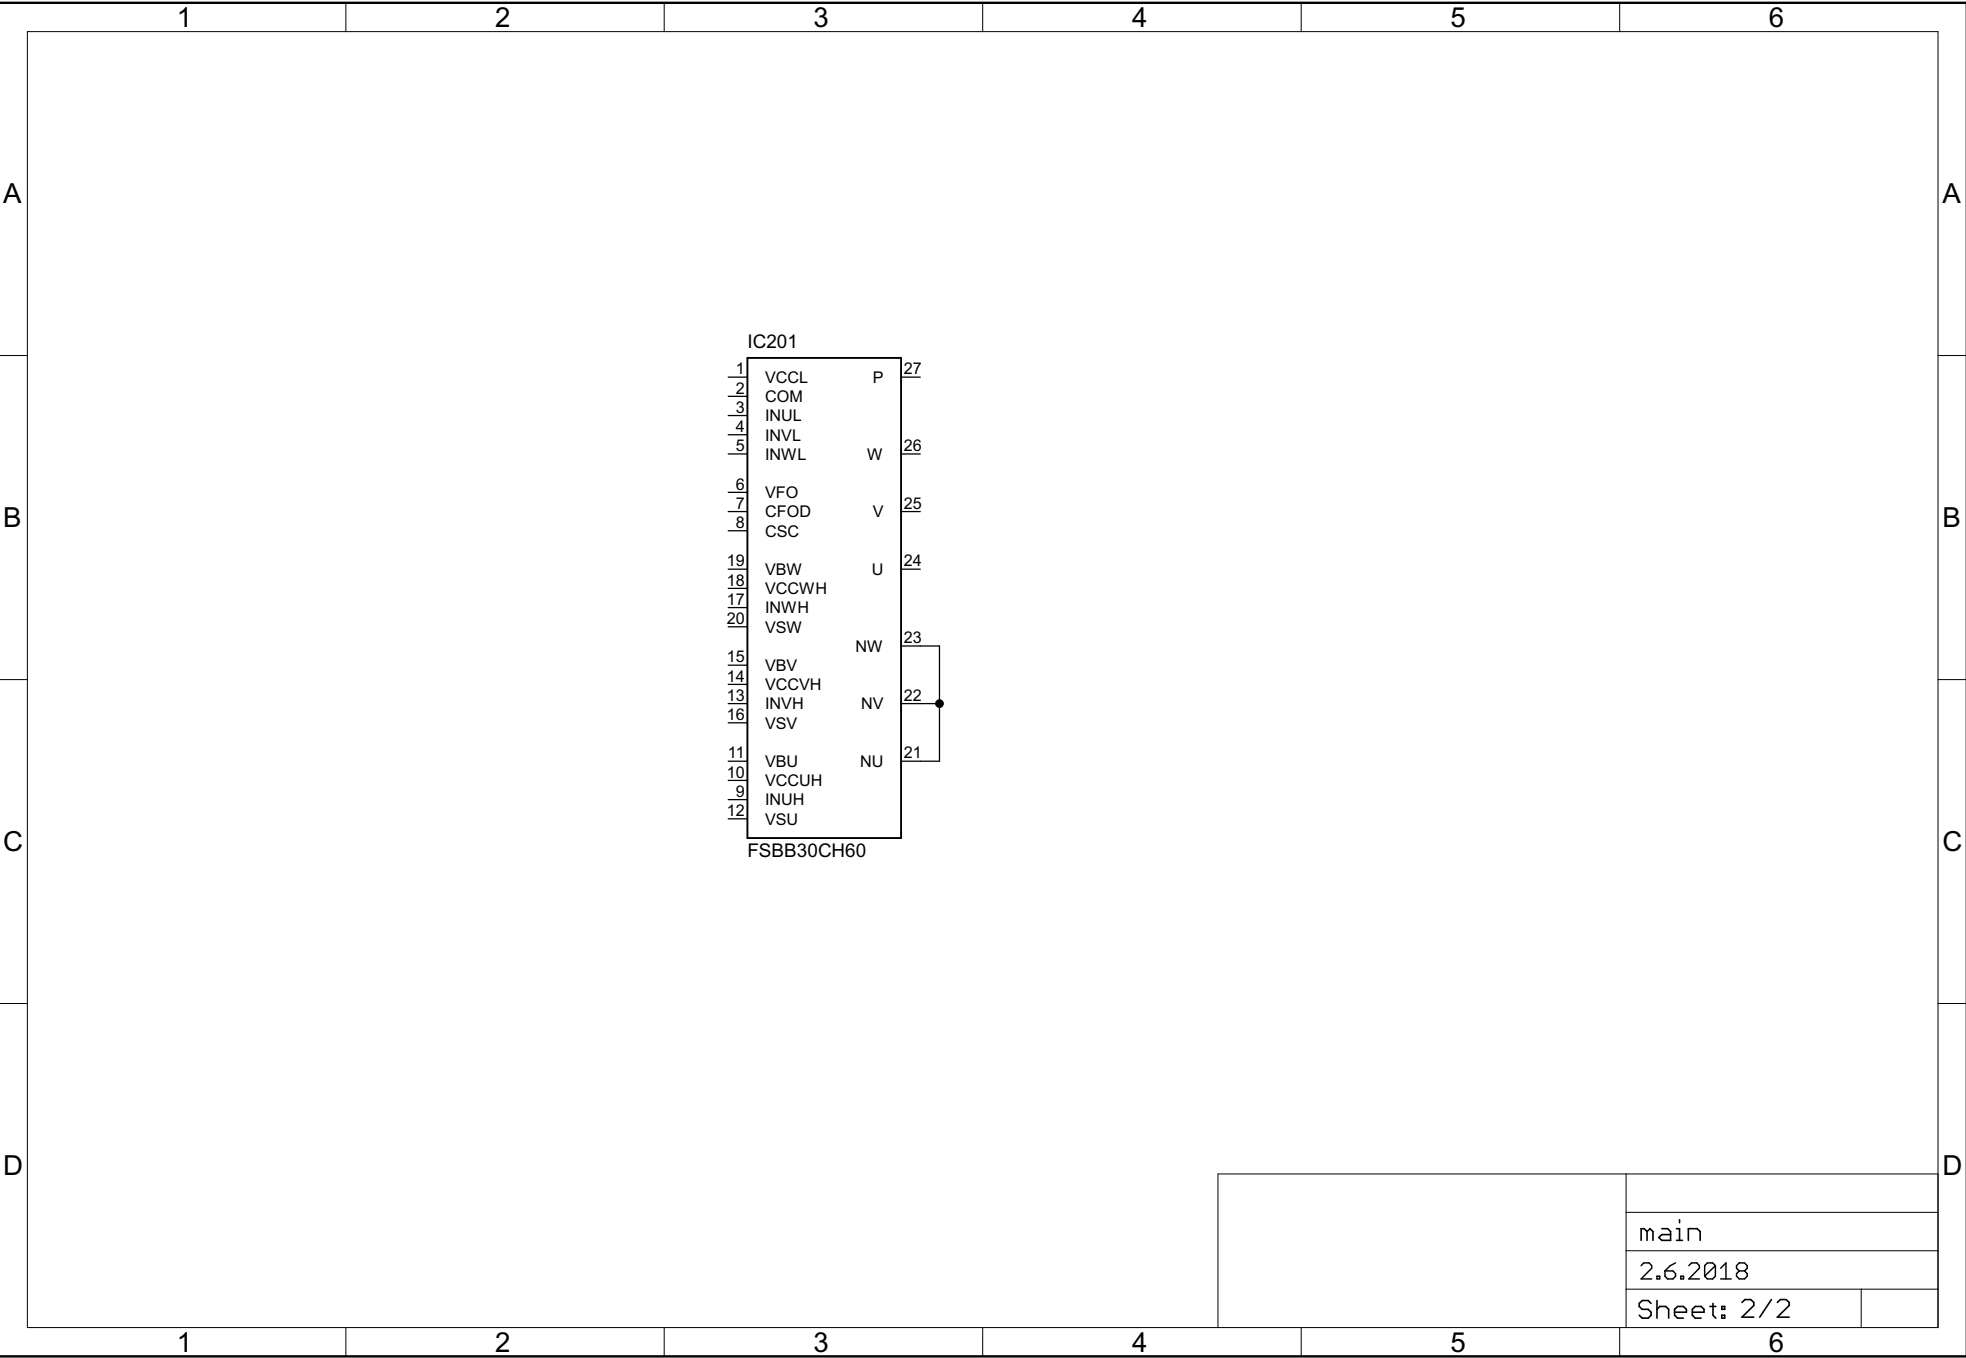 1 2 3 4 5 6
A A
IC201
1 VCCL P 27
2 COM
3 INUL
4 INVL
5 INWL W 26
6 VFO
7 CFOD V 25
8 CSC
19 VBW U 24
18 VCCWH
17 INWH
20 VSW
NW 23
15 VBV
14 VCCVH
13 INVH NV 22
16 VSV
11 VBU NU 21
10 VCCUH
9 INUH
12 VSU
FSBB30CH60
B B
C C
D D
main
2.6.2018
Sheet: 2/2
1 2 3 4 5 6